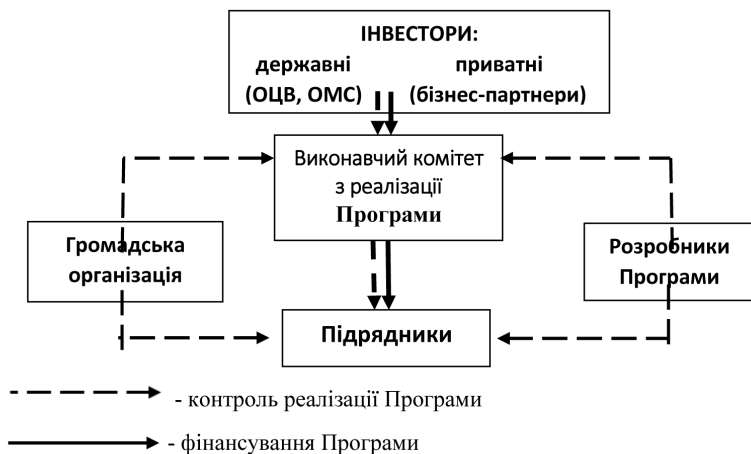 ІНВЕСТОРИ:
державні приватні
(ОЦВ, ОМС) (бізнес-партнери)
Виконавчий комітет
з реалізації
Програми
Громадська
організація
Розробники
Програми
Підрядники
- контроль реалізації Програми
- фінансування Програми